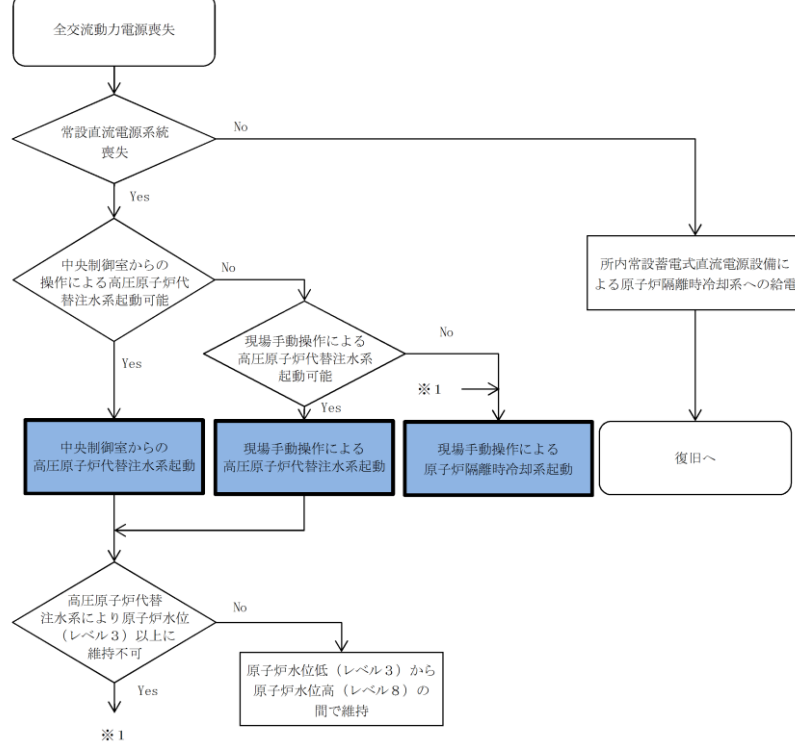 全交流動力電源喪失
常設直流電源系統
喪失
No
Yes
中央制御室からの
操作による高圧原子炉代
替注水系起動可能
No
所内常設蓄電式直流電源設備に
よる原子炉隔離時冷却系への給電
現場手動操作による
高圧原子炉代替注水系
起動可能
No
Yes
※1
Yes
中央制御室からの
高圧原子炉代替注水系起動
現場手動操作による
高圧原子炉代替注水系起動
現場手動操作による
原子炉隔離時冷却系起動
復旧へ
高圧原子炉代替
注水系により原子炉水位
(レベル3)以上に
維持不可
No
Yes
原子炉水位低(レベル3)から
原子炉水位高(レベル8)の
間で維持
※1